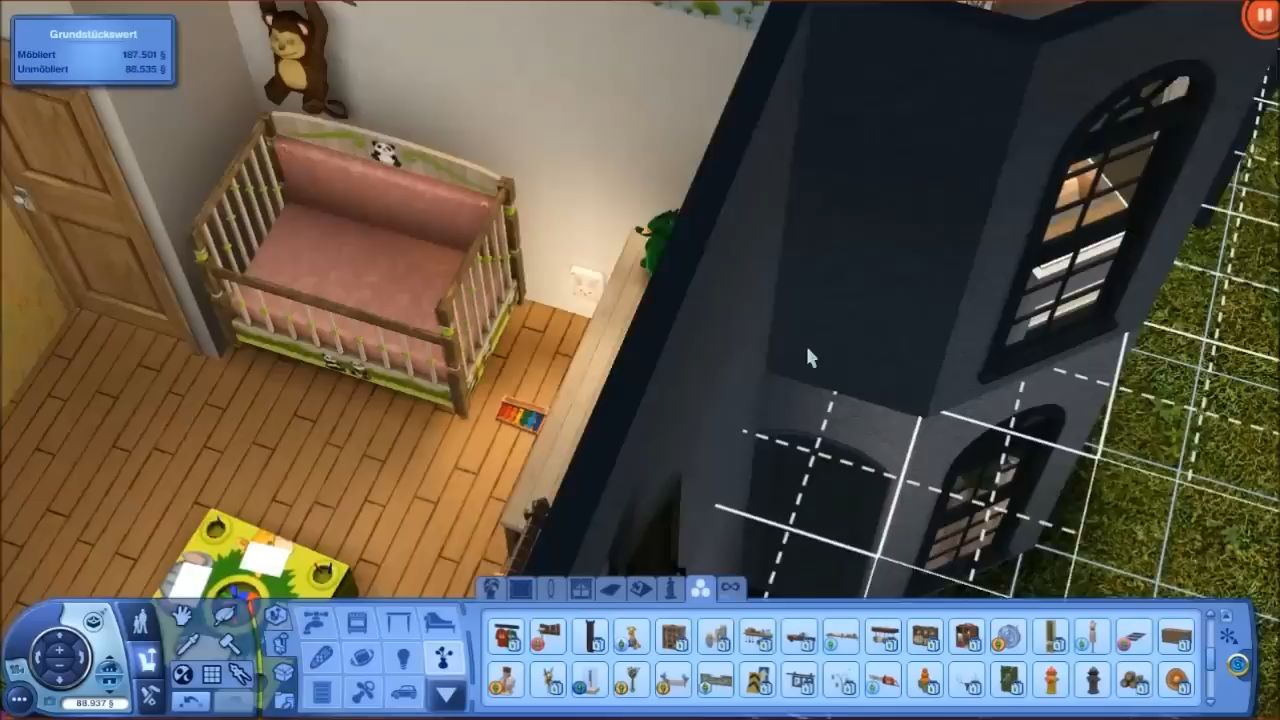 Grundstückswert
Möbliert 187.501 §
Unmöbliert 88.535 §
88.937 §